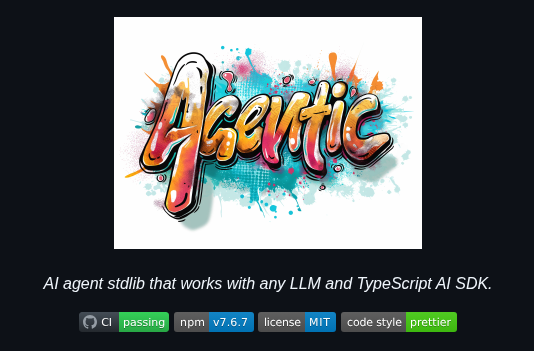 Agentic
AI agent stdlib that works with any LLM and TypeScript AI SDK.
CI passing npm v7.6.7 license MIT code style prettier